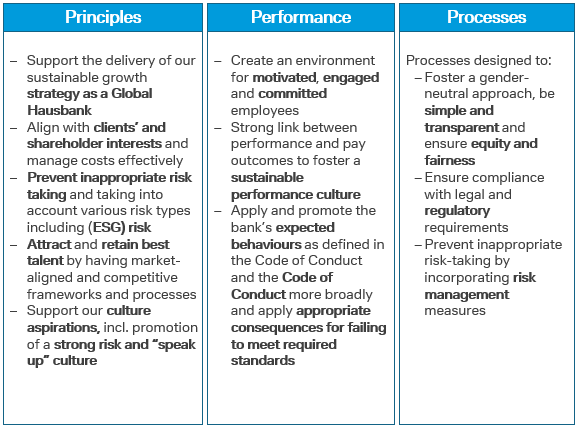 Principles
– Support the delivery of our
sustainable growth
strategy as a Global
Hausbank
– Align with clients’ and
shareholder interests and
manage costs effectively
– Prevent inappropriate risk
taking and taking into
account various risk types
including (ESG) risk
– Attract and retain best
talent by having market-
aligned and competitive
frameworks and processes
– Support our culture
aspirations, incl. promotion
of a strong risk and “speak
up” culture
Performance
– Create an environment
for motivated, engaged
and committed
employees
– Strong link between
performance and pay
outcomes to foster a
sustainable
performance culture
– Apply and promote the
bank’s expected
behaviours as defined in
the Code of Conduct
and the Code of
Conduct more broadly
and apply appropriate
consequences for failing
to meet required
standards
Processes
Processes designed to:
– Foster a gender-
neutral approach, be
simple and
transparent and
ensure equity and
fairness
– Ensure compliance
with legal and
regulatory
requirements
– Prevent inappropriate
risk-taking by
incorporating risk
management
measures